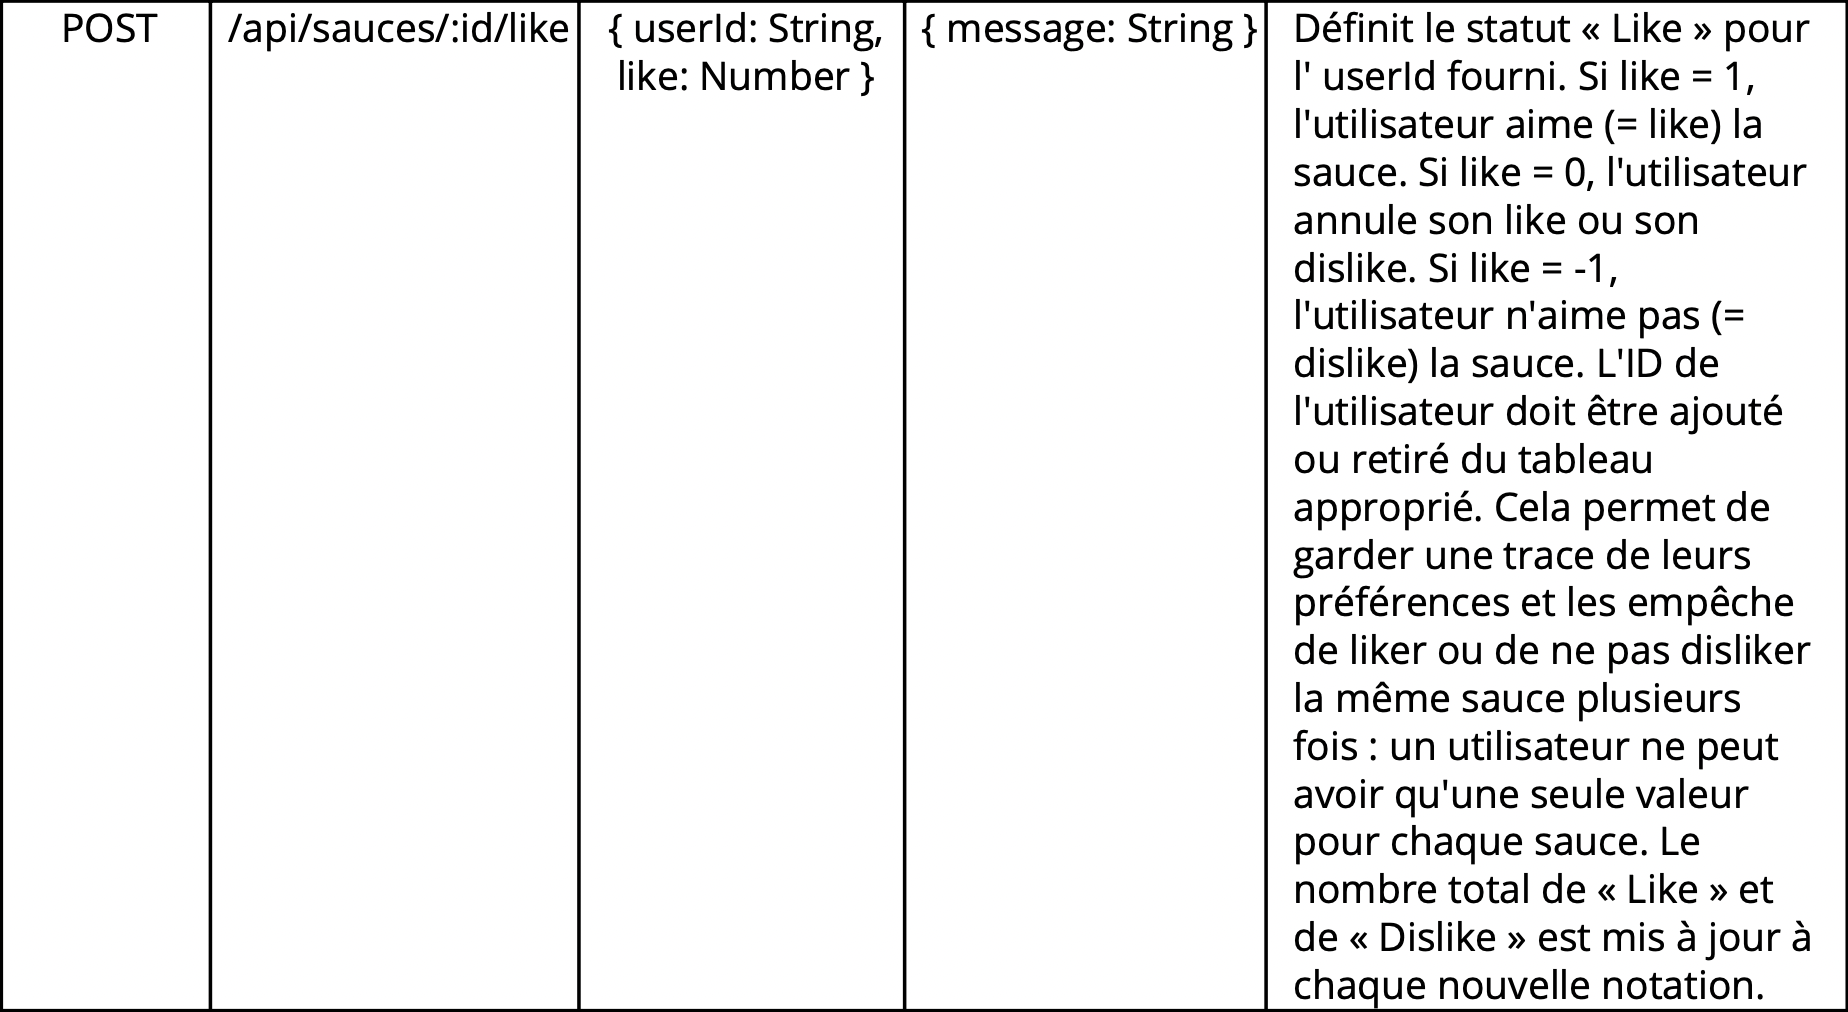 POST
/api/sauces/:id/like
{ userId: String,
like: Number }
{ message: String }
Définit le statut « Like » pour
l' userId fourni. Si like = 1,
l'utilisateur aime (= like) la
sauce. Si like = 0, l'utilisateur
annule son like ou son
dislike. Si like = -1,
l'utilisateur n'aime pas (=
dislike) la sauce. L'ID de
l'utilisateur doit être ajouté
ou retiré du tableau
approprié. Cela permet de
garder une trace de leurs
préférences et les empêche
de liker ou de ne pas disliker
la même sauce plusieurs
fois : un utilisateur ne peut
avoir qu'une seule valeur
pour chaque sauce. Le
nombre total de « Like » et
de « Dislike » est mis à jour à
chaque nouvelle notation.